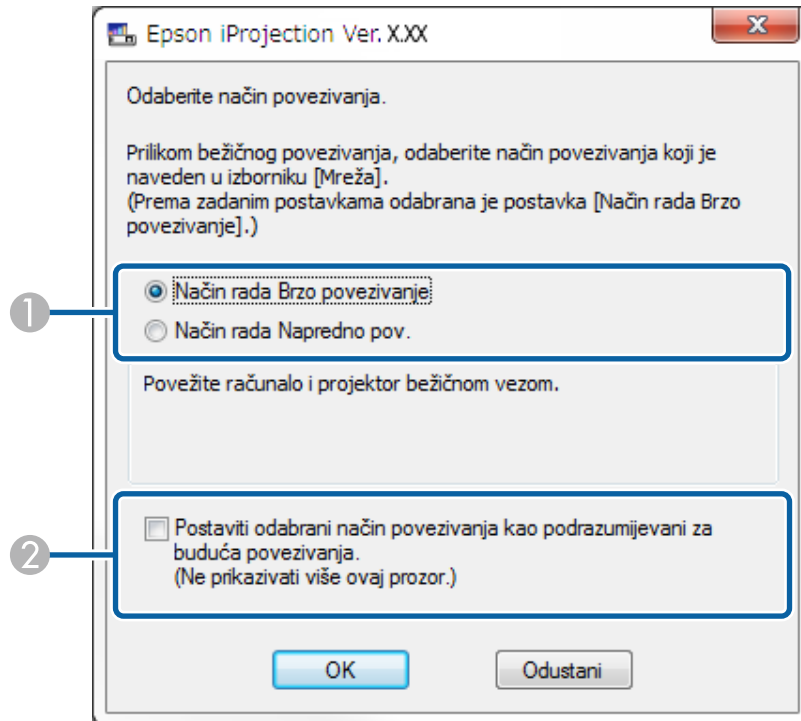 Epson iProjection Ver. X.XX
Odaberite način povezivanja.
Prilikom bežičnog povezivanja, odaberite način povezivanja koji je
naveden u izborniku [Mreža].
(Prema zadanim postavkama odabrana je postavka [Način rada Brzo
povezivanje].)
1
Način rada Brzo povezivanje
Način rada Napredno pov.
Povežite računalo i projektor bežičnom vezom.
2
Postaviti odabrani način povezivanja kao podrazumijevani za
buduća povezivanja.
(Ne prikazivati više ovaj prozor.)
OK
Odustani